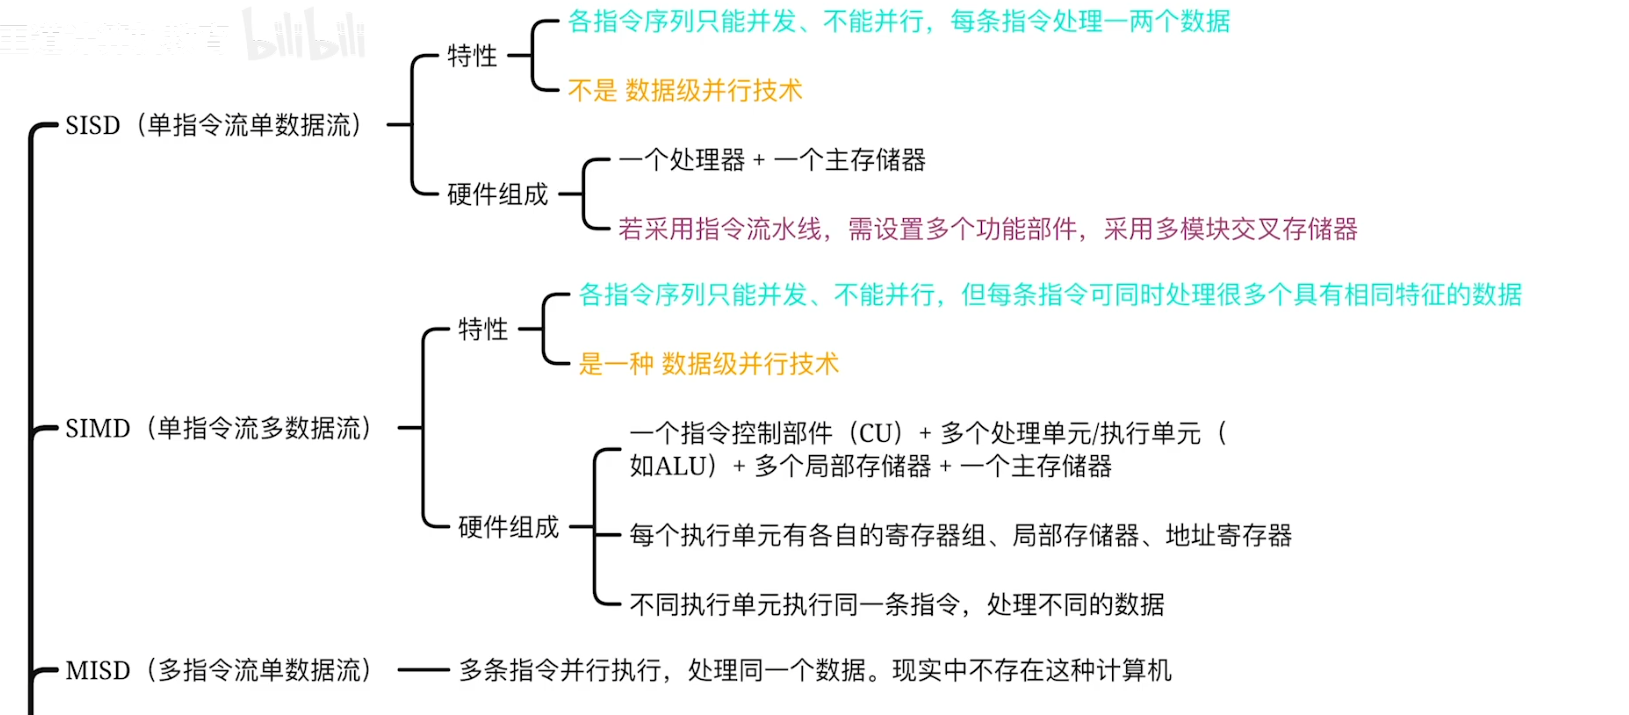 bilibili
各指令序列只能并发、不能并行，每条指令处理一两个数据
特性
不是 数据级并行技术
SISD（单指令流单数据流）
一个处理器 + 一个主存储器
硬件组成
若采用指令流水线，需设置多个功能部件，采用多模块交叉存储器
各指令序列只能并发、不能并行，但每条指令可同时处理很多个具有相同特征的数据
特性
是一种 数据级并行技术
SIMD（单指令流多数据流）
一个指令控制部件（CU）+ 多个处理单元/执行单元（
如ALU）+ 多个局部存储器 + 一个主存储器
硬件组成
每个执行单元有各自的寄存器组、局部存储器、地址寄存器
不同执行单元执行同一条指令，处理不同的数据
MISD（多指令流单数据流）
多条指令并行执行，处理同一个数据。现实中不存在这种计算机